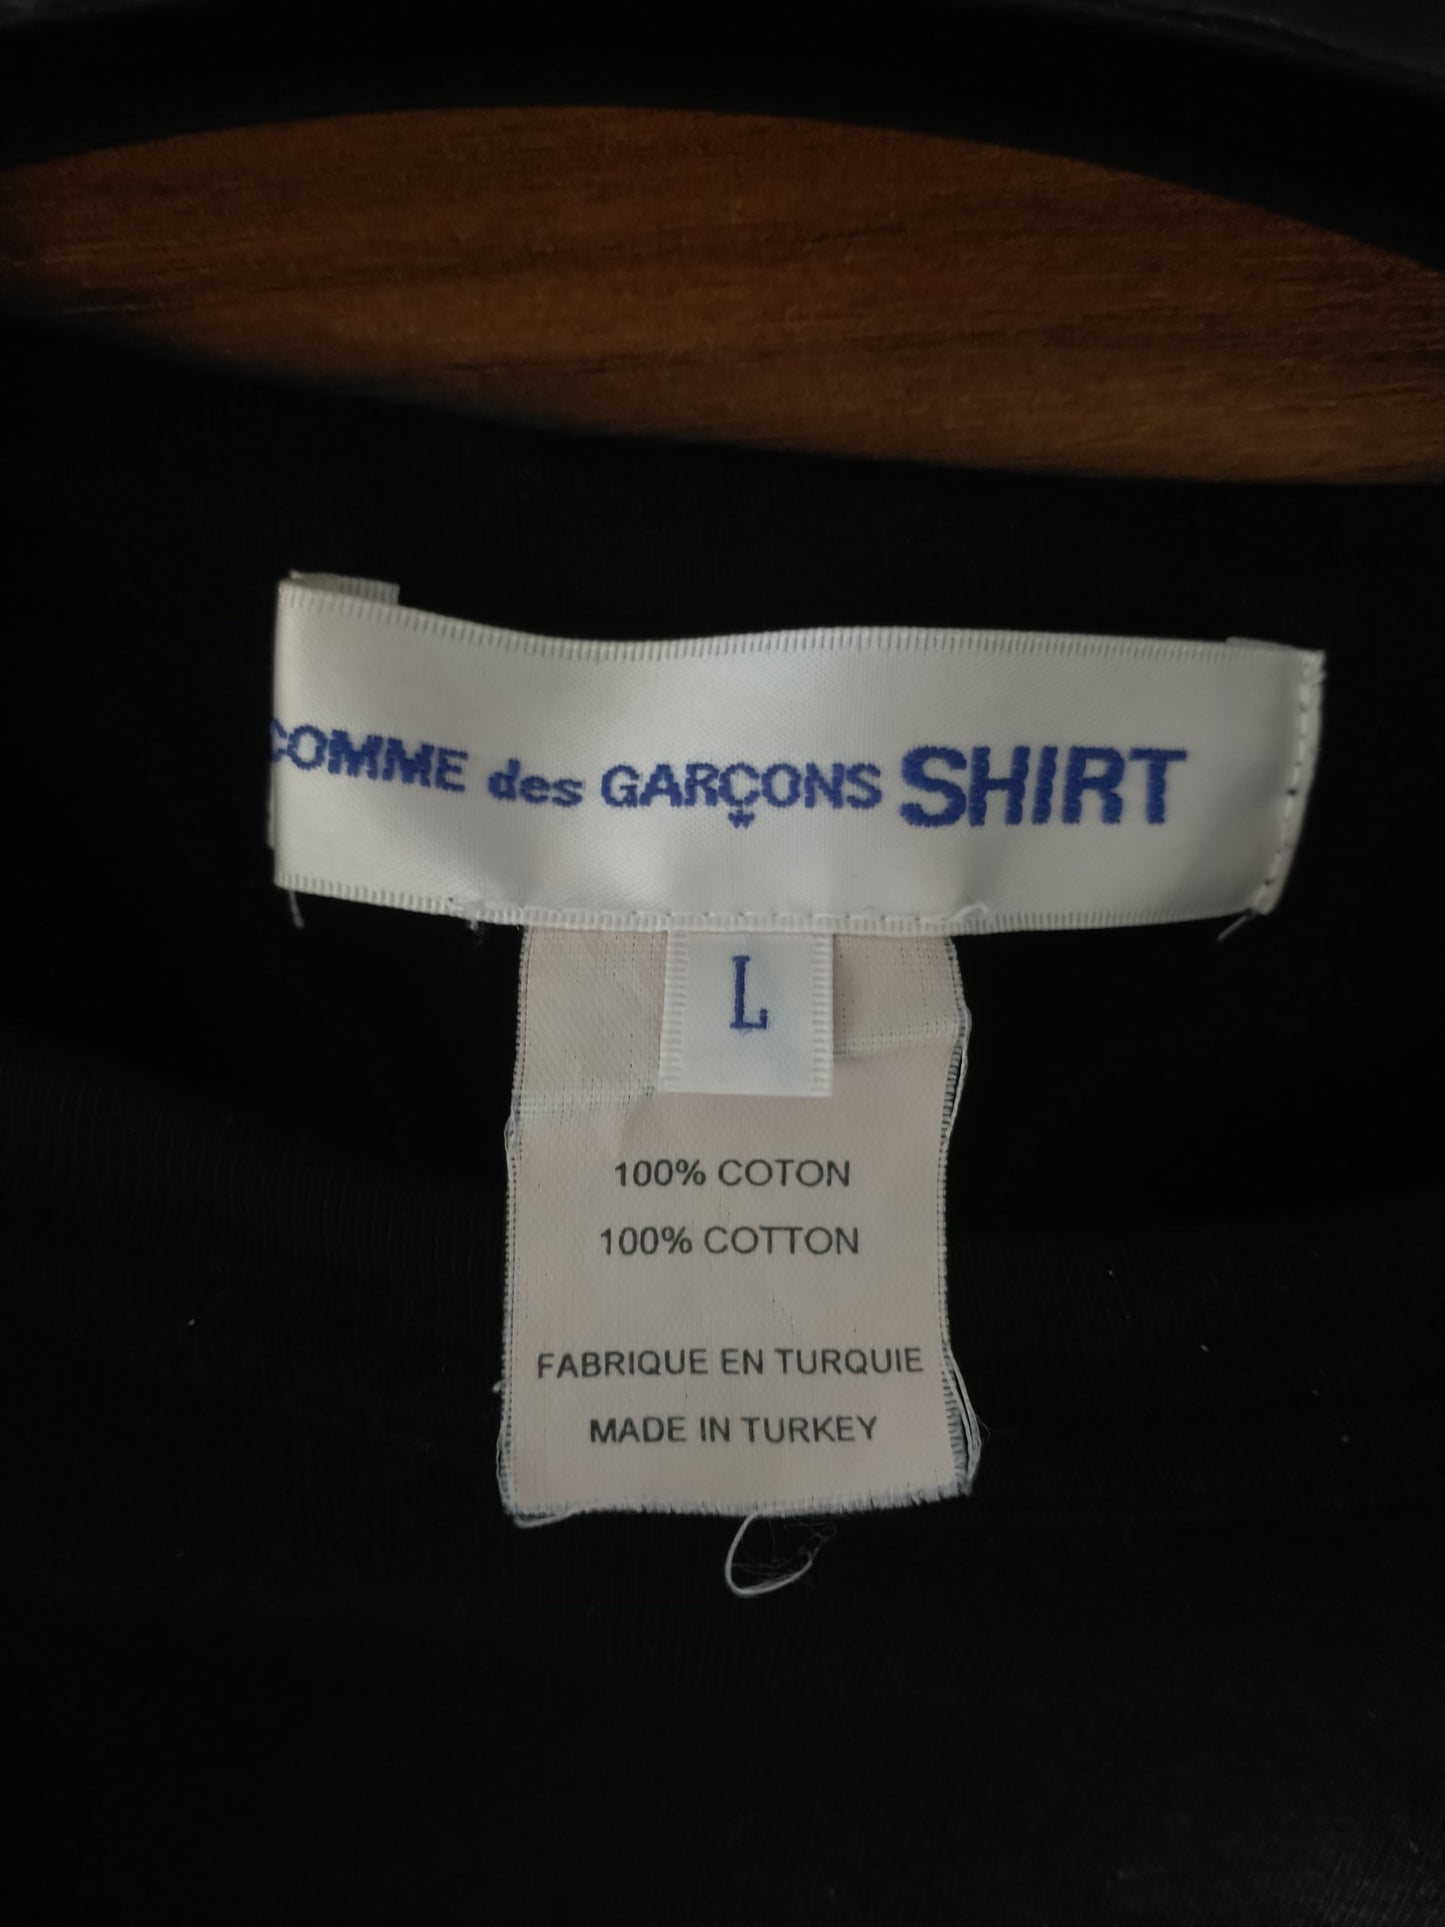 COMME des GARÇONS SHIRT
L
100% COTON
100% COTTON
FABRIQUE EN TURQUIE
MADE IN TURKEY